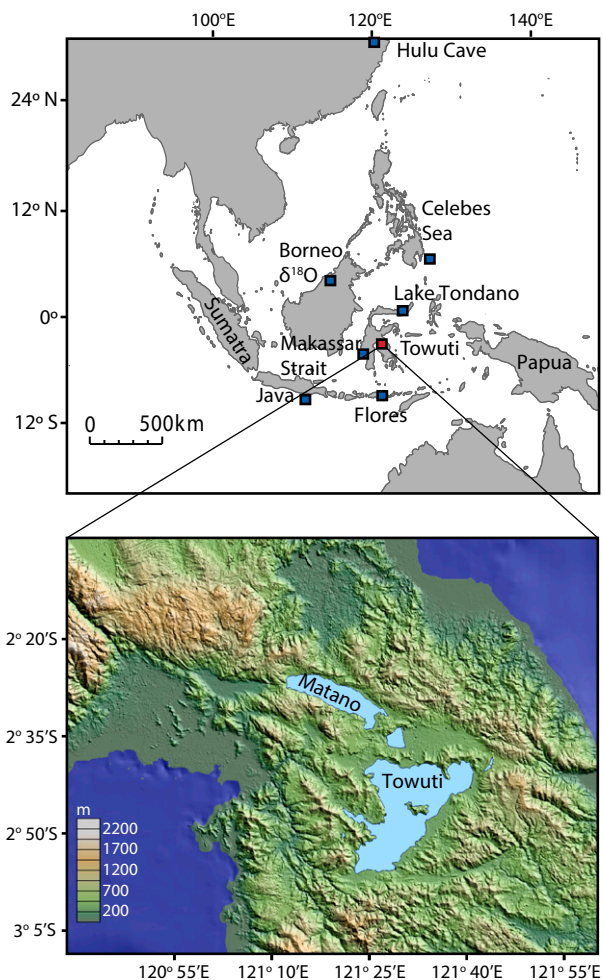 100°E 120°E 140°E
Hulu Cave
24° N
12° N
Celebes
Sea
Borneo
δ¹⁸O
Lake Tondano
0°
Sumatra
Makassar
Strait
Towuti
Papua
Java
Flores
0 500km
12°S
2° 20'S
Matano
2° 35'S
Towuti
m
2200
1700
1200
700
200
2° 50'S
3° 5'S
120°55'E 121°10'E 121°25'E 121°40'E 121°55'E